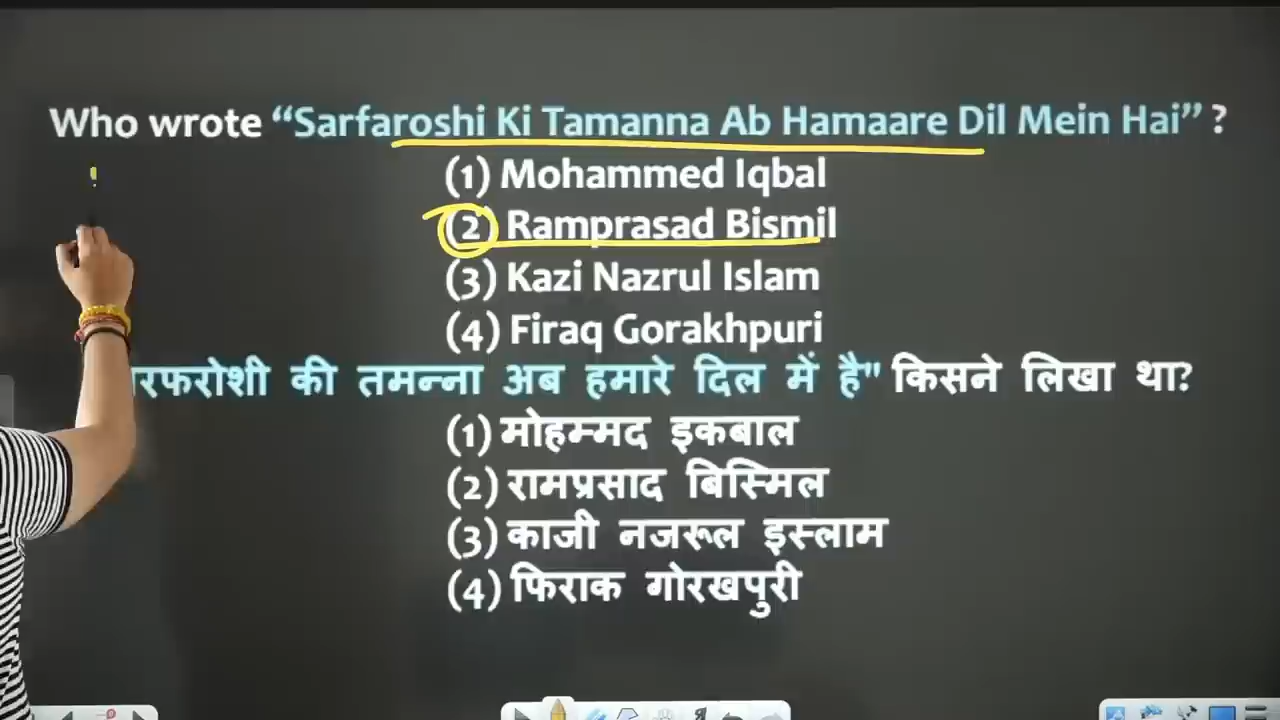 Who wrote “Sarfaroshi Ki Tamanna Ab Hamaare Dil Mein Hai” ?
(1) Mohammed Iqbal
(2) Ramprasad Bismil
(3) Kazi Nazrul Islam
(4) Firaq Gorakhpuri
रफरोशी की तमन्ना अब हमारे दिल में है" किसने लिखा था?
(1) मोहम्मद इकबाल
(2) रामप्रसाद बिस्मिल
(3) काजी नजरूल इस्लाम
(4) फिराक गोरखपुरी